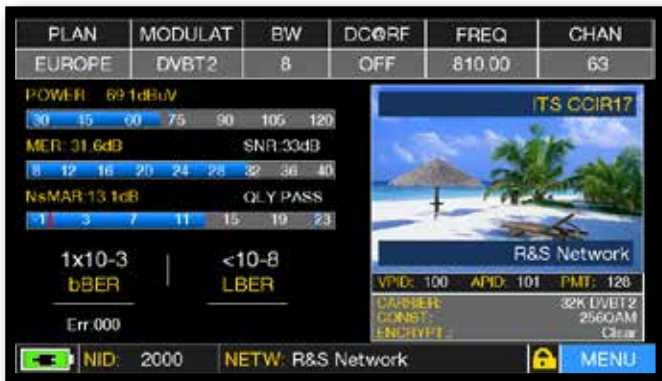 PLAN MODULAT BW DC@RF FREQ CHAN
EUROPE DVBT2 8 OFF 810.00 63
POWER: 69.1dBuV
30 45 60 75 90 105 120
MER: 31.6dB SNR:33dB
8 12 16 20 24 28 32 36 40
NsMAR:13.1dB QLY:PASS
-1 3 7 11 15 19 23
1x10-3 <10-8
bBER LBER
Err:000
ITS CCIR17
R&S Network
VPID: 100 APID: 101 PMT: 128
CARRIER: 32K DVBT2
CONST: 256QAM
ENCRYPT.: Clear
NID: 2000 NETW: R&S Network MENU